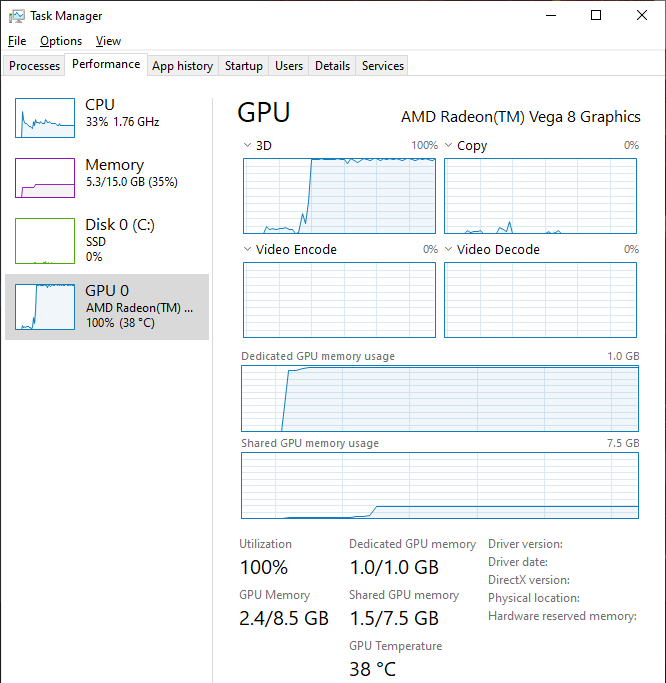 Task Manager
File Options View
Processes Performance App history Startup Users Details Services
CPU
33% 1.76 GHz
Memory
5.3/15.0 GB (35%)
Disk 0 (C:)
SSD
0%
GPU 0
AMD Radeon(TM) ...
100% (38 °C)
GPU AMD Radeon(TM) Vega 8 Graphics
3D 100% Copy 0%
Video Encode 0% Video Decode 0%
Dedicated GPU memory usage 1.0 GB
Shared GPU memory usage 7.5 GB
Utilization
100%
Dedicated GPU memory
1.0/1.0 GB
GPU Memory
2.4/8.5 GB
Shared GPU memory
1.5/7.5 GB
GPU Temperature
38 °C
Driver version:
Driver date:
DirectX version:
Physical location:
Hardware reserved memory: